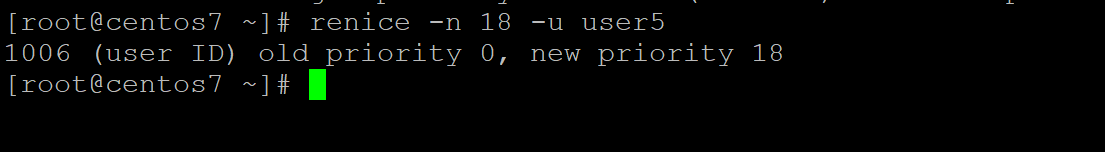 [root@centos7 ~]# renice -n 18 -u user5
1006 (user ID) old priority 0, new priority 18
[root@centos7 ~]#